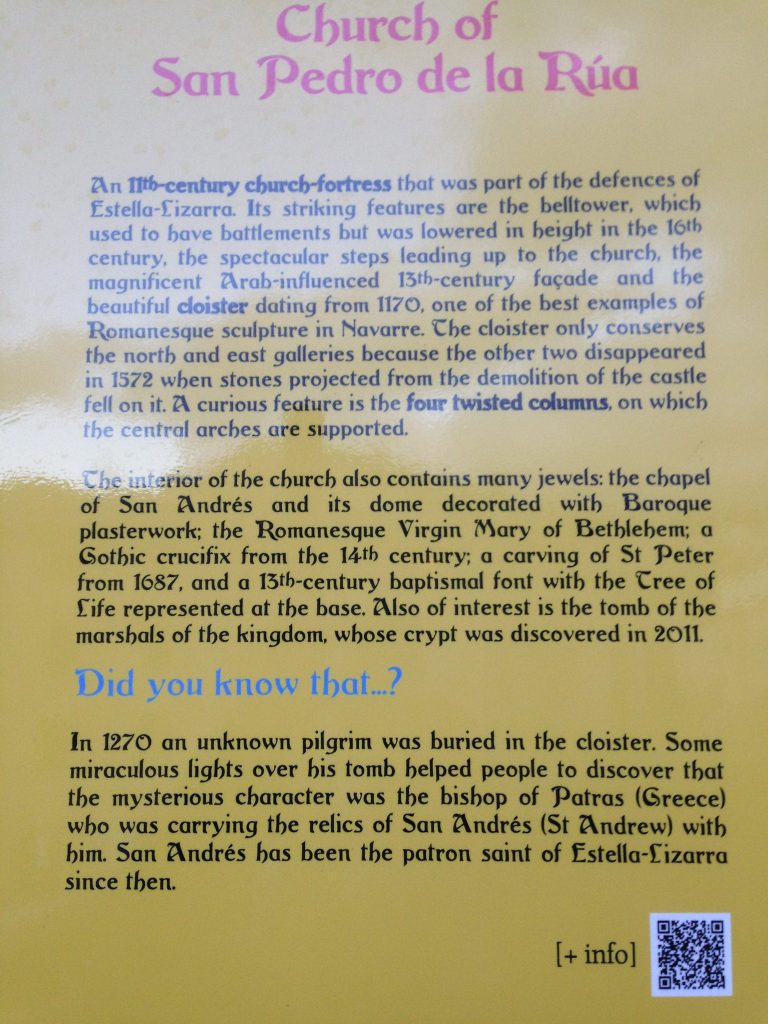 Church of
San Pedro de la Rúa
An 11th-century church-fortress that was part of the defences of
Estella-Lizarra. Its striking features are the belltower, which
used to have battlements but was lowered in height in the 16th
century, the spectacular steps leading up to the church, the
magnificent Arab-influenced 13th-century façade and the
beautiful cloister dating from 1170, one of the best examples of
Romanesque sculpture in Navarre. The cloister only conserves
the north and east galleries because the other two disappeared
in 1572 when stones projected from the demolition of the castle
fell on it. A curious feature is the four twisted columns, on which
the central arches are supported.
The interior of the church also contains many jewels: the chapel
of San Andrés and its dome decorated with Baroque
plasterwork; the Romanesque Virgin Mary of Bethlehem; a
Gothic crucifix from the 14th century; a carving of St Peter
from 1687, and a 13th-century baptismal font with the Tree of
Life represented at the base. Also of interest is the tomb of the
marshals of the kingdom, whose crypt was discovered in 2011.
Did you know that...?
In 1270 an unknown pilgrim was buried in the cloister. Some
miraculous lights over his tomb helped people to discover that
the mysterious character was the bishop of Patras (Greece)
who was carrying the relics of San Andrés (St Andrew) with
him. San Andrés has been the patron saint of Estella-Lizarra
since then.
[+ info]